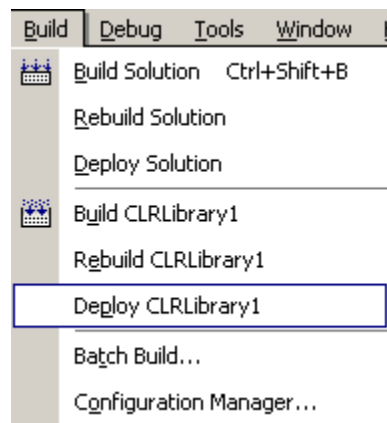 Build Debug Tools Window
Build Solution Ctrl+Shift+B
Rebuild Solution
Deploy Solution
Build CLRLibrary1
Rebuild CLRLibrary1
Deploy CLRLibrary1
Batch Build...
Configuration Manager...